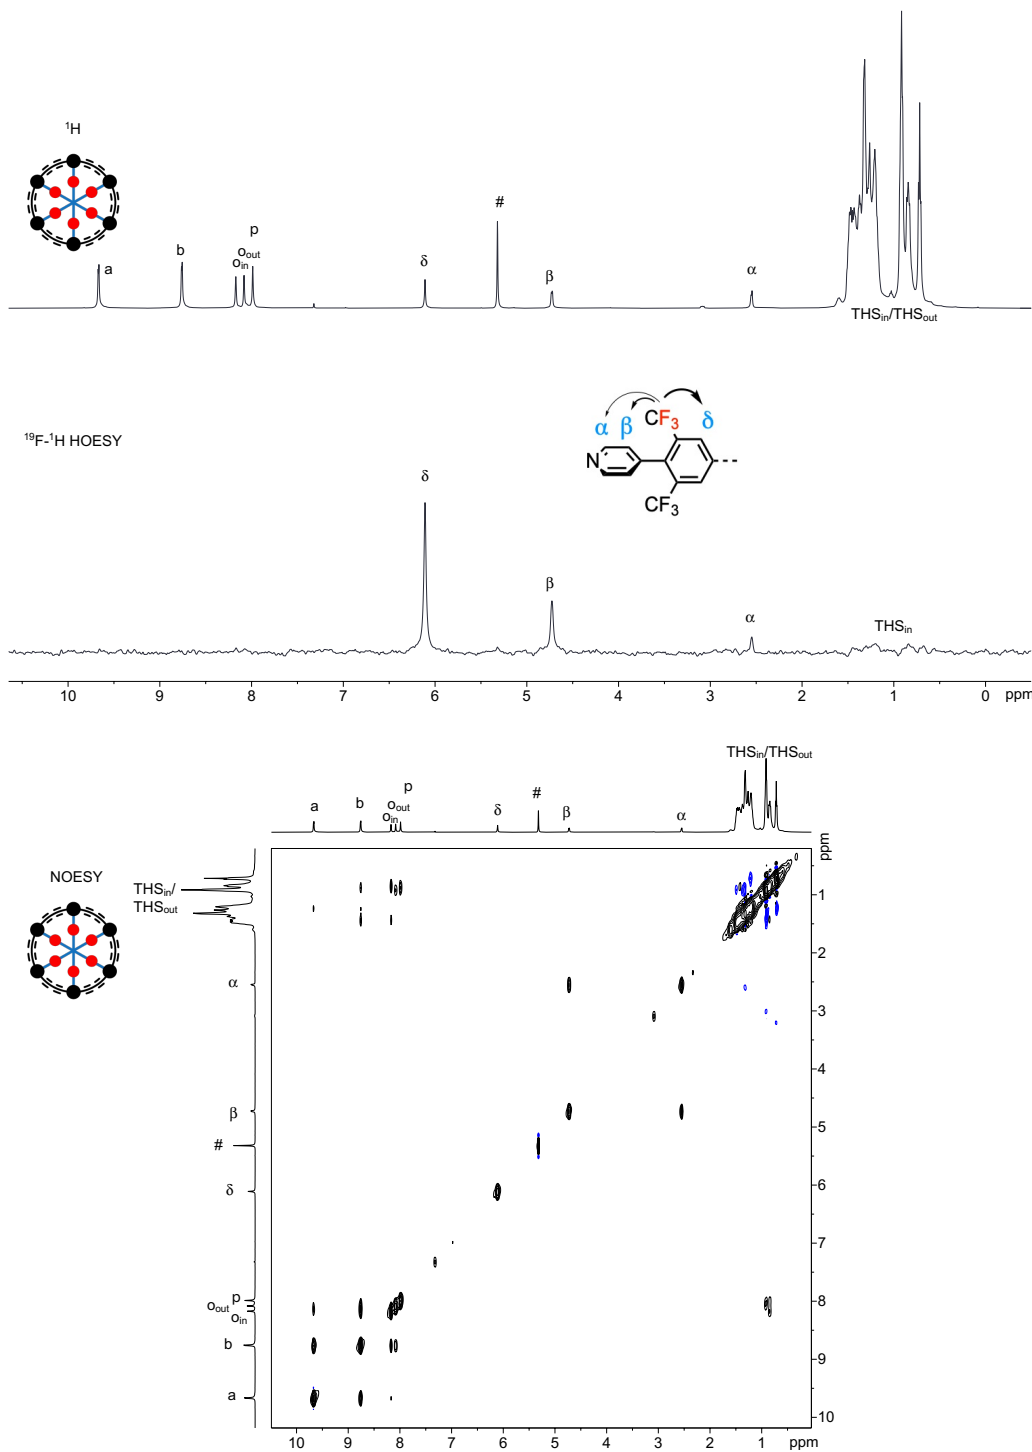 ¹H
#
p
b
a
o_out
o_in
δ
β
α
THS_in/THS_out
¹⁹F-¹H HOESY
CF₃
α
β
δ
N
CF₃
δ
β
α
THS_in
10
9
8
7
6
5
4
3
2
1
0
ppm
THS_in/THS_out
p
a
b
o_out
o_in
δ
#
β
α
NOESY
THS_in/
THS_out
α
β
#
δ
p
o_out
o_in
b
a
ppm
1
2
3
4
5
6
7
8
9
10
10
9
8
7
6
5
4
3
2
1
ppm